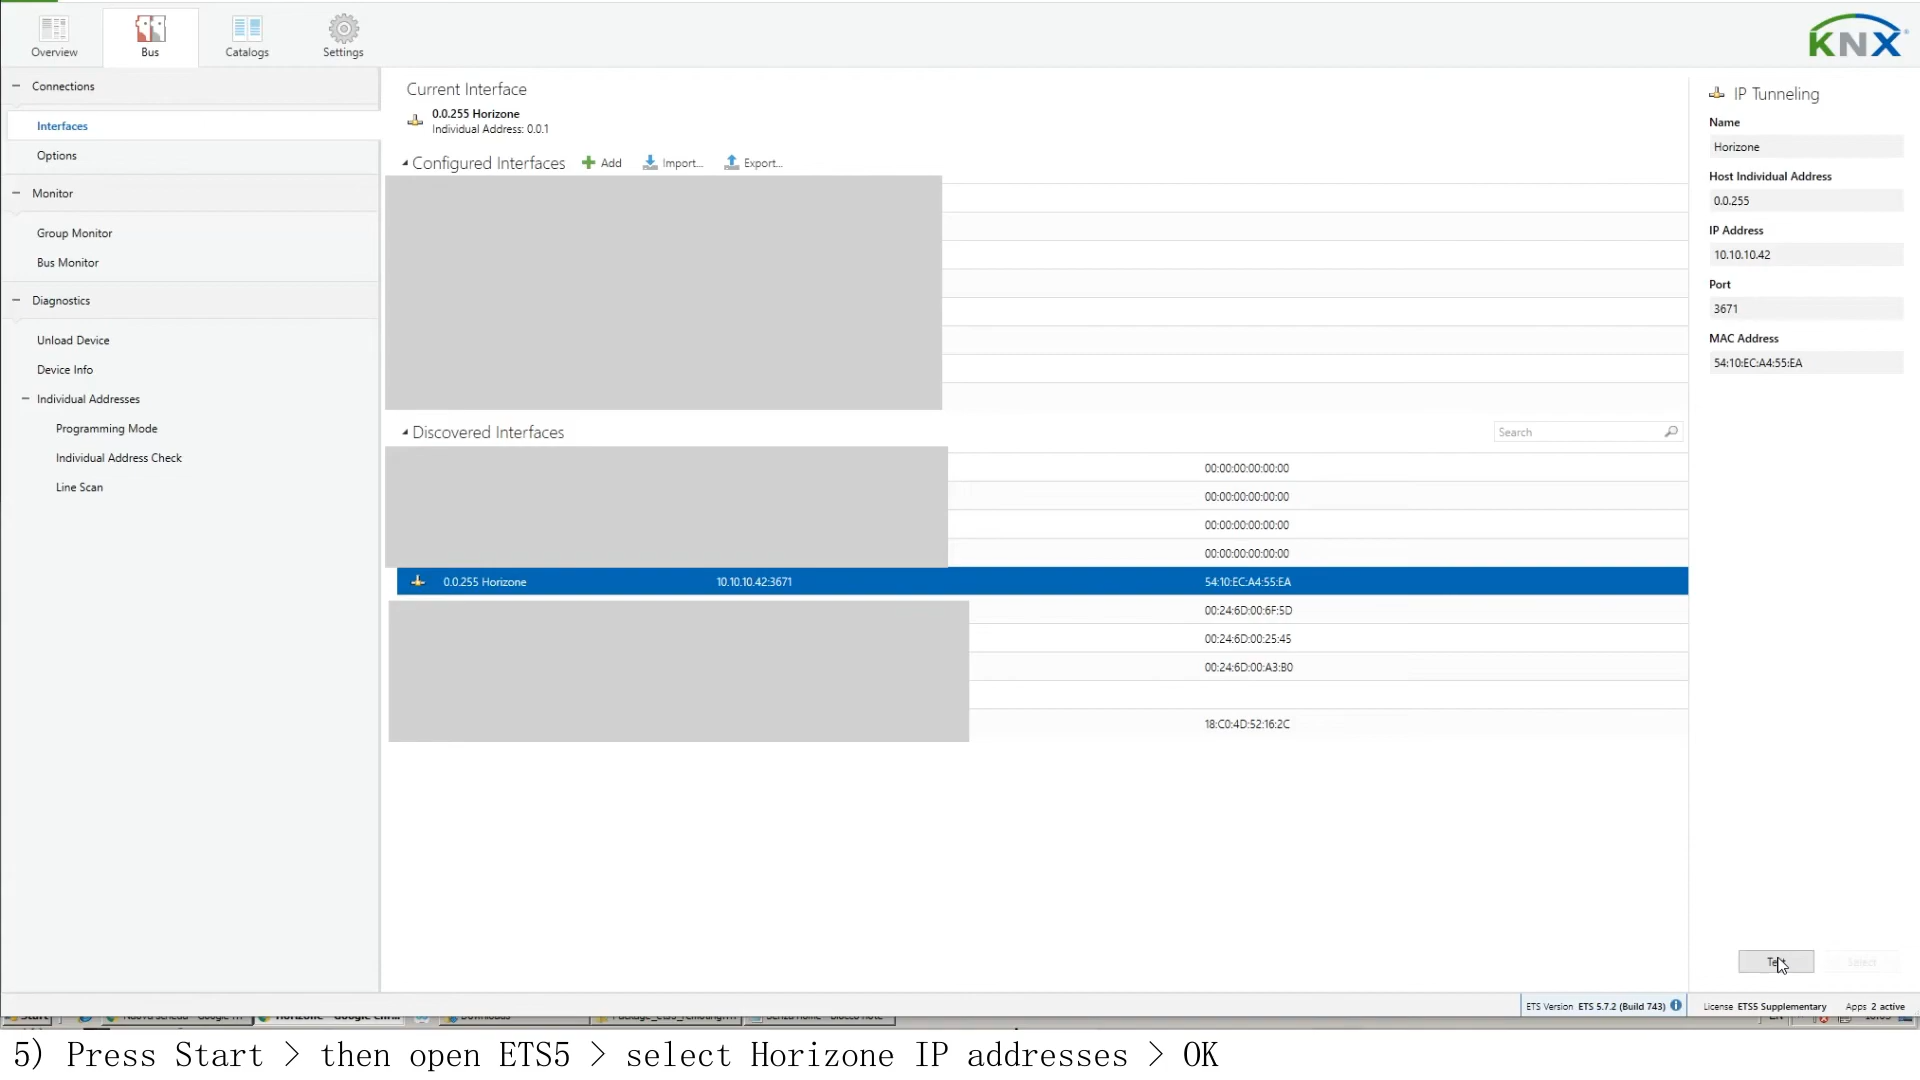 Overview
Bus
Catalogs
Settings
KNX
Connections
Interfaces
Options
Monitor
Group Monitor
Bus Monitor
Diagnostics
Unload Device
Device Info
Individual Addresses
Programming Mode
Individual Address Check
Line Scan
Current Interface
0.0.255 Horizone
Individual Address: 0.0.1
Configured Interfaces Add Import... Export...
Discovered Interfaces Search
00:00:00:00:00:00
00:00:00:00:00:00
00:00:00:00:00:00
00:00:00:00:00:00
0.0.255 Horizone 10.10.10.42:3671 54:10:EC:A4:55:EA
00:24:6D:00:6F:5D
00:24:6D:00:25:45
00:24:6D:00:A3:B0
18:C0:4D:52:16:2C
IP Tunneling
Name
Horizone
Host Individual Address
0.0.255
IP Address
10.10.10.42
Port
3671
MAC Address
54:10:EC:A4:55:EA
Select
ETS Version ETS 5.7.2 (Build 743) License ETS5 Supplementary Apps 2 active
5) Press Start > then open ETS5 > select Horizone IP addresses > OK